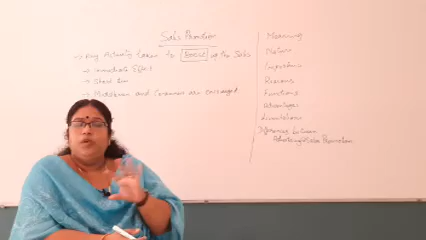 Sales Promotion
→ Any Activity taken to Boost up the Sales
→ Immediate Effect
→ Short Run
→ and Consumers are encouraged
Meaning
Nature
Importance
Reasons
Functions
Advantages
Limitations
Difference between
Advertising & Sales Promotion